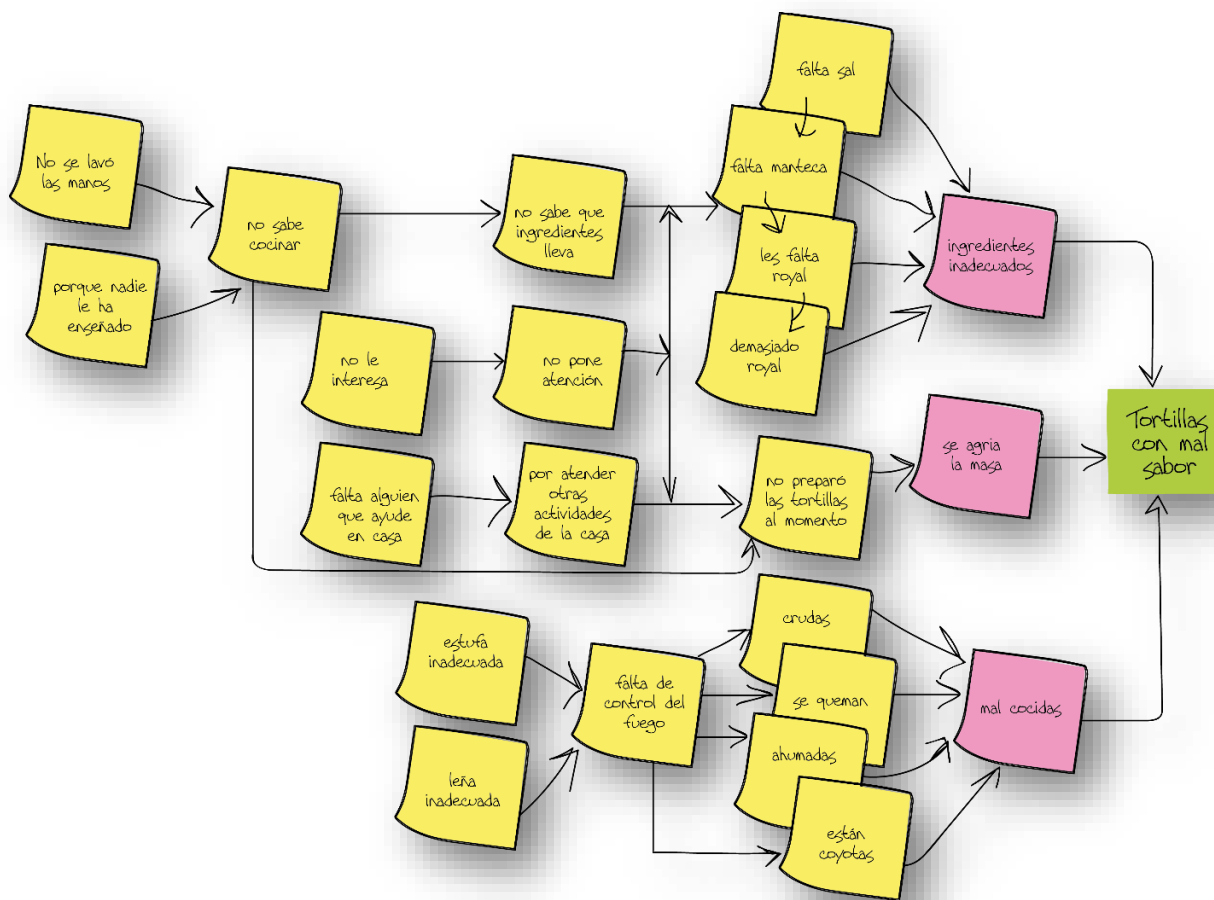 falta sal
No se lavó
las manos
falta manteca
no sabe
cocinar
no sabe que
ingredientes
lleva
ingredientes
inadecuados
porque nadie
le ha
enseñado
les falta
royal
demasiado
royal
no le
interesa
no pone
atención
Tortillas
con mal
sabor
se agria
la masa
falta alguien
que ayude
en casa
por atender
otras
actividades
de la casa
no preparó
las tortillas
al momento
crudas
estufa
inadecuada
falta de
control del
fuego
se queman
mal cocidas
leña
inadecuada
ahumadas
están
coyotas